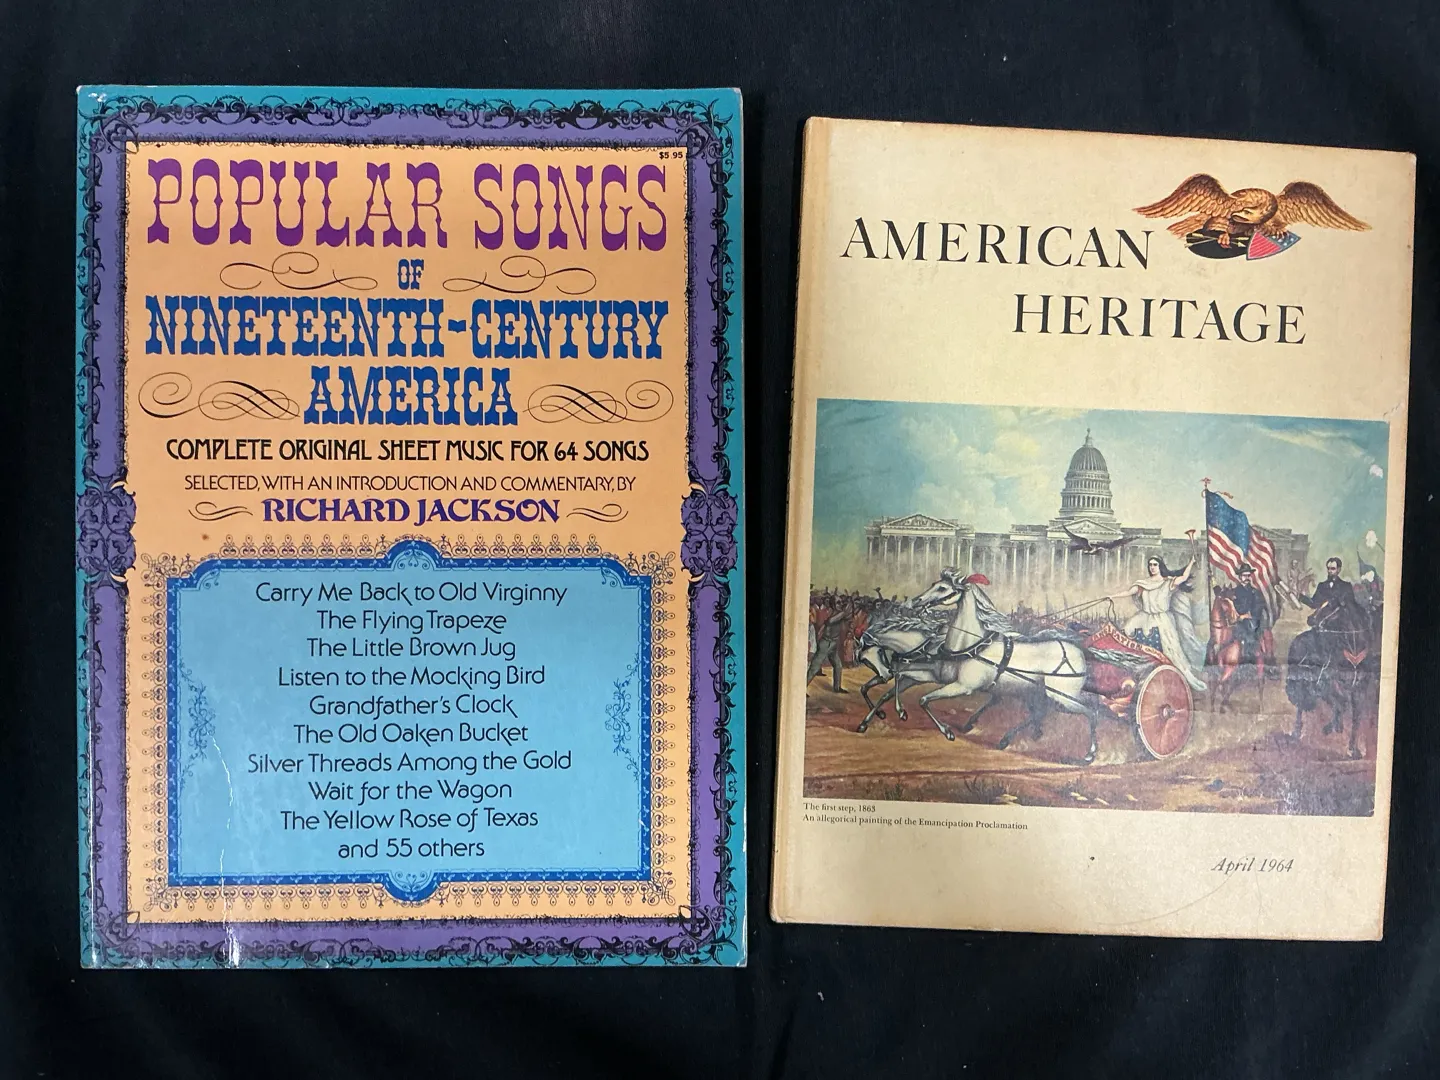 $5.95
POPULAR SONGS
OF
NINETEENTH-CENTURY
AMERICA
COMPLETE ORIGINAL SHEET MUSIC FOR 64 SONGS
SELECTED, WITH AN INTRODUCTION AND COMMENTARY, BY
RICHARD JACKSON
Carry Me Back to Old Virginny
The Flying Trapeze
The Little Brown Jug
Listen to the Mocking Bird
Grandfather's Clock
The Old Oaken Bucket
Silver Threads Among the Gold
Wait for the Wagon
The Yellow Rose of Texas
and 55 others
AMERICAN
HERITAGE
The first step, 1863
An allegorical painting of the Emancipation Proclamation
April 1964